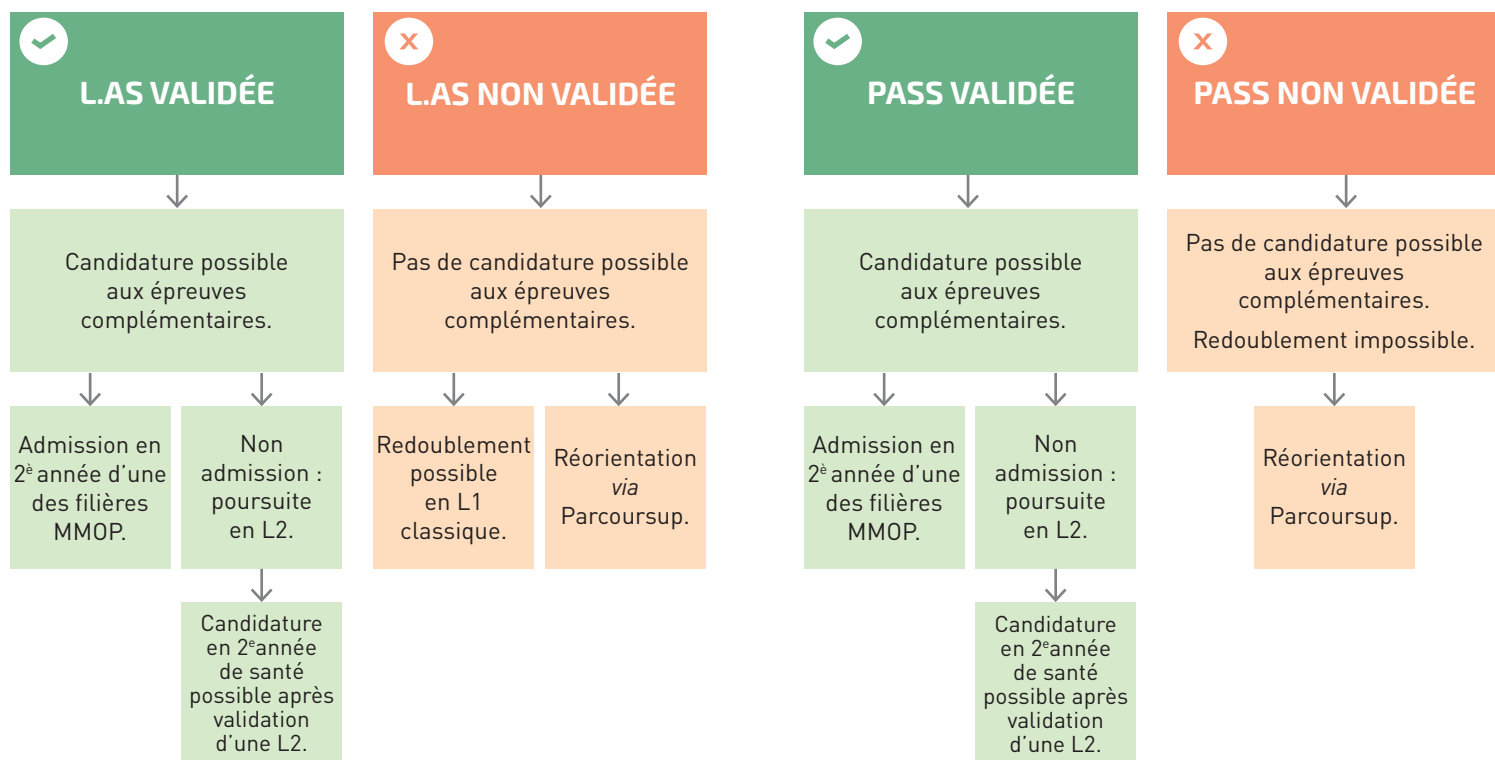 L.AS VALIDÉE
Candidature possible
aux épreuves
complémentaires.
Admission en
2è année d’une
des filières
MMOP.
Non
admission :
poursuite
en L2.
Candidature
en 2e année
de santé
possible après
validation
d’une L2.
L.AS NON VALIDÉE
Pas de candidature possible
aux épreuves
complémentaires.
Redoublement
possible
en L1
classique.
Réorientation
via
Parcoursup.
PASS VALIDÉE
Candidature possible
aux épreuves
complémentaires.
Admission en
2è année d’une
des filières
MMOP.
Non
admission :
poursuite
en L2.
Candidature
en 2e année
de santé
possible après
validation
d’une L2.
PASS NON VALIDÉE
Pas de candidature possible
aux épreuves
complémentaires.
Redoublement impossible.
Réorientation
via
Parcoursup.